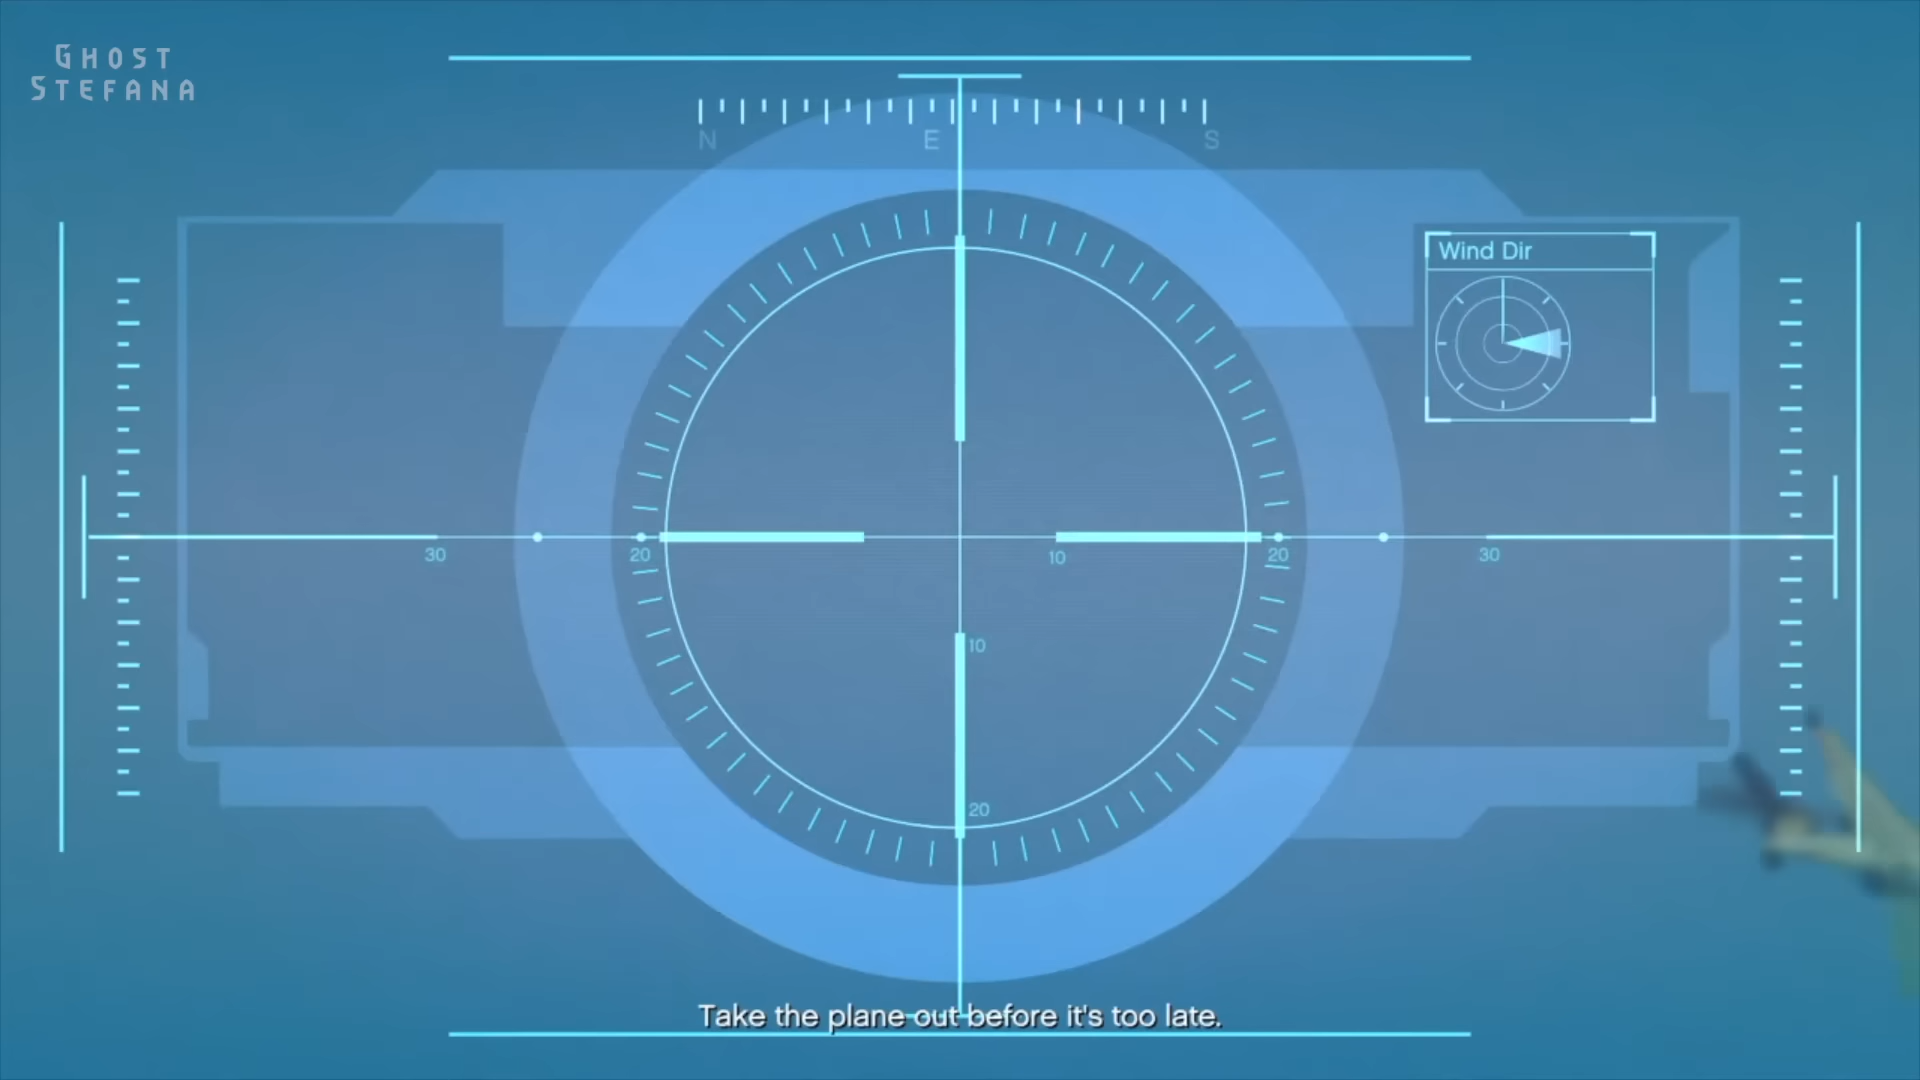 GHOST
STEFANA
N E S
Wind Dir
30 20 10 20 30
10
20
Take the plane out before it's too late.